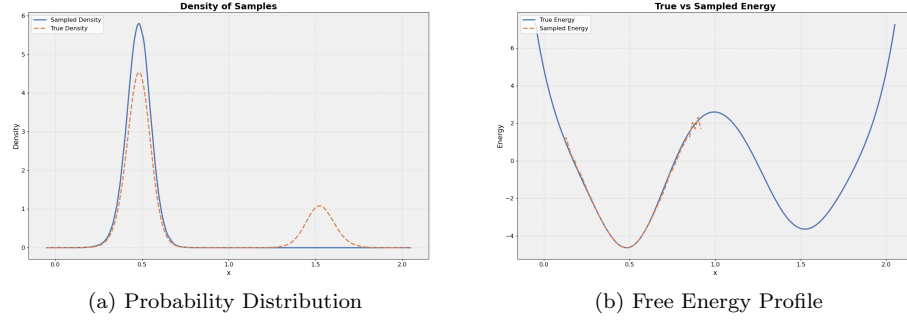 Density of Samples
Sampled Density
True Density
Density
6
5
4
3
2
1
0
0.0 0.5 1.0 1.5 2.0
x
(a) Probability Distribution
True vs Sampled Energy
True Energy
Sampled Energy
Energy
6
4
2
0
−2
−4
0.0 0.5 1.0 1.5 2.0
x
(b) Free Energy Profile